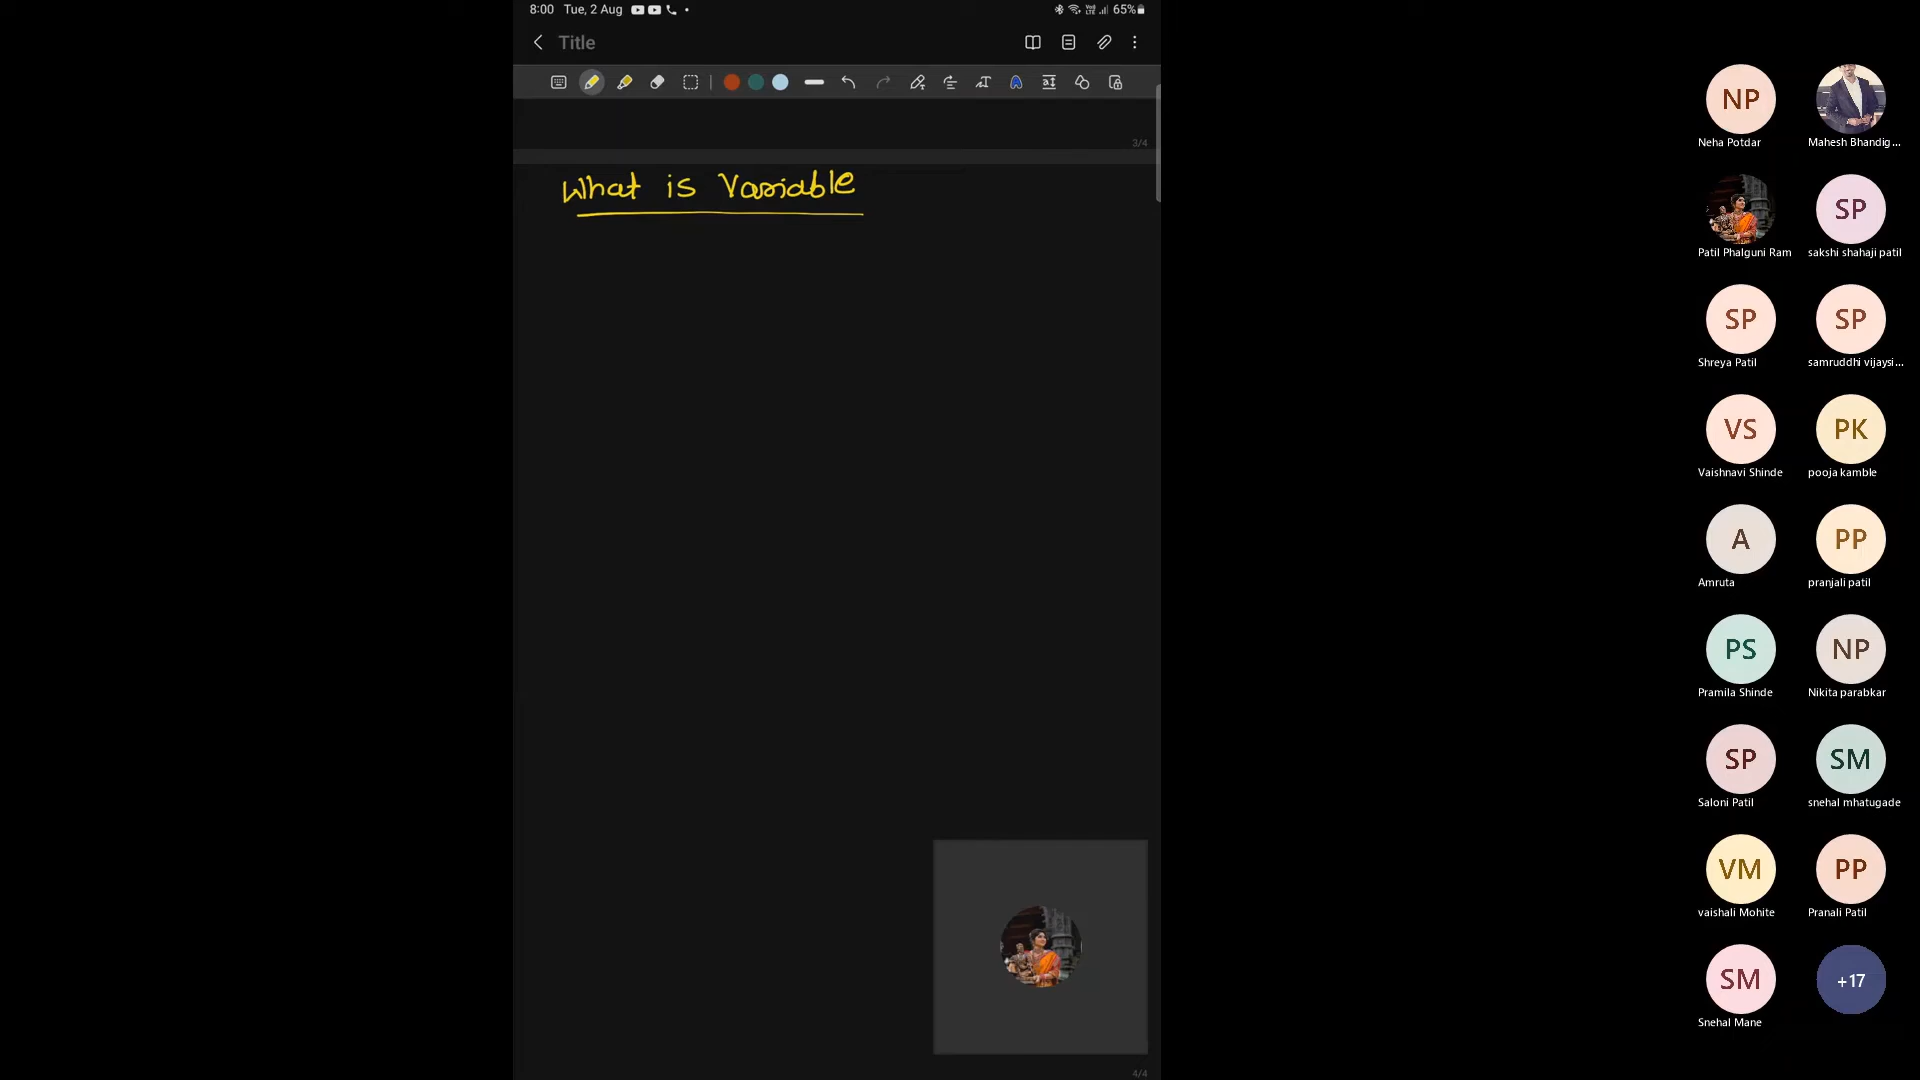 8:00 Tue, 2 Aug
65%
Title
3/4
What is Variable
4/4
NP
Neha Potdar
Mahesh Bhandig...
Patil Phalguni Ram
SP
sakshi shahaji patil
SP
Shreya Patil
SP
samruddhi vijaysi...
VS
Vaishnavi Shinde
PK
pooja kamble
A
Amruta
PP
pranjali patil
PS
Pramila Shinde
NP
Nikita parabkar
SP
Saloni Patil
SM
snehal mhatugade
VM
vaishali Mohite
PP
Pranali Patil
SM
Snehal Mane
+17